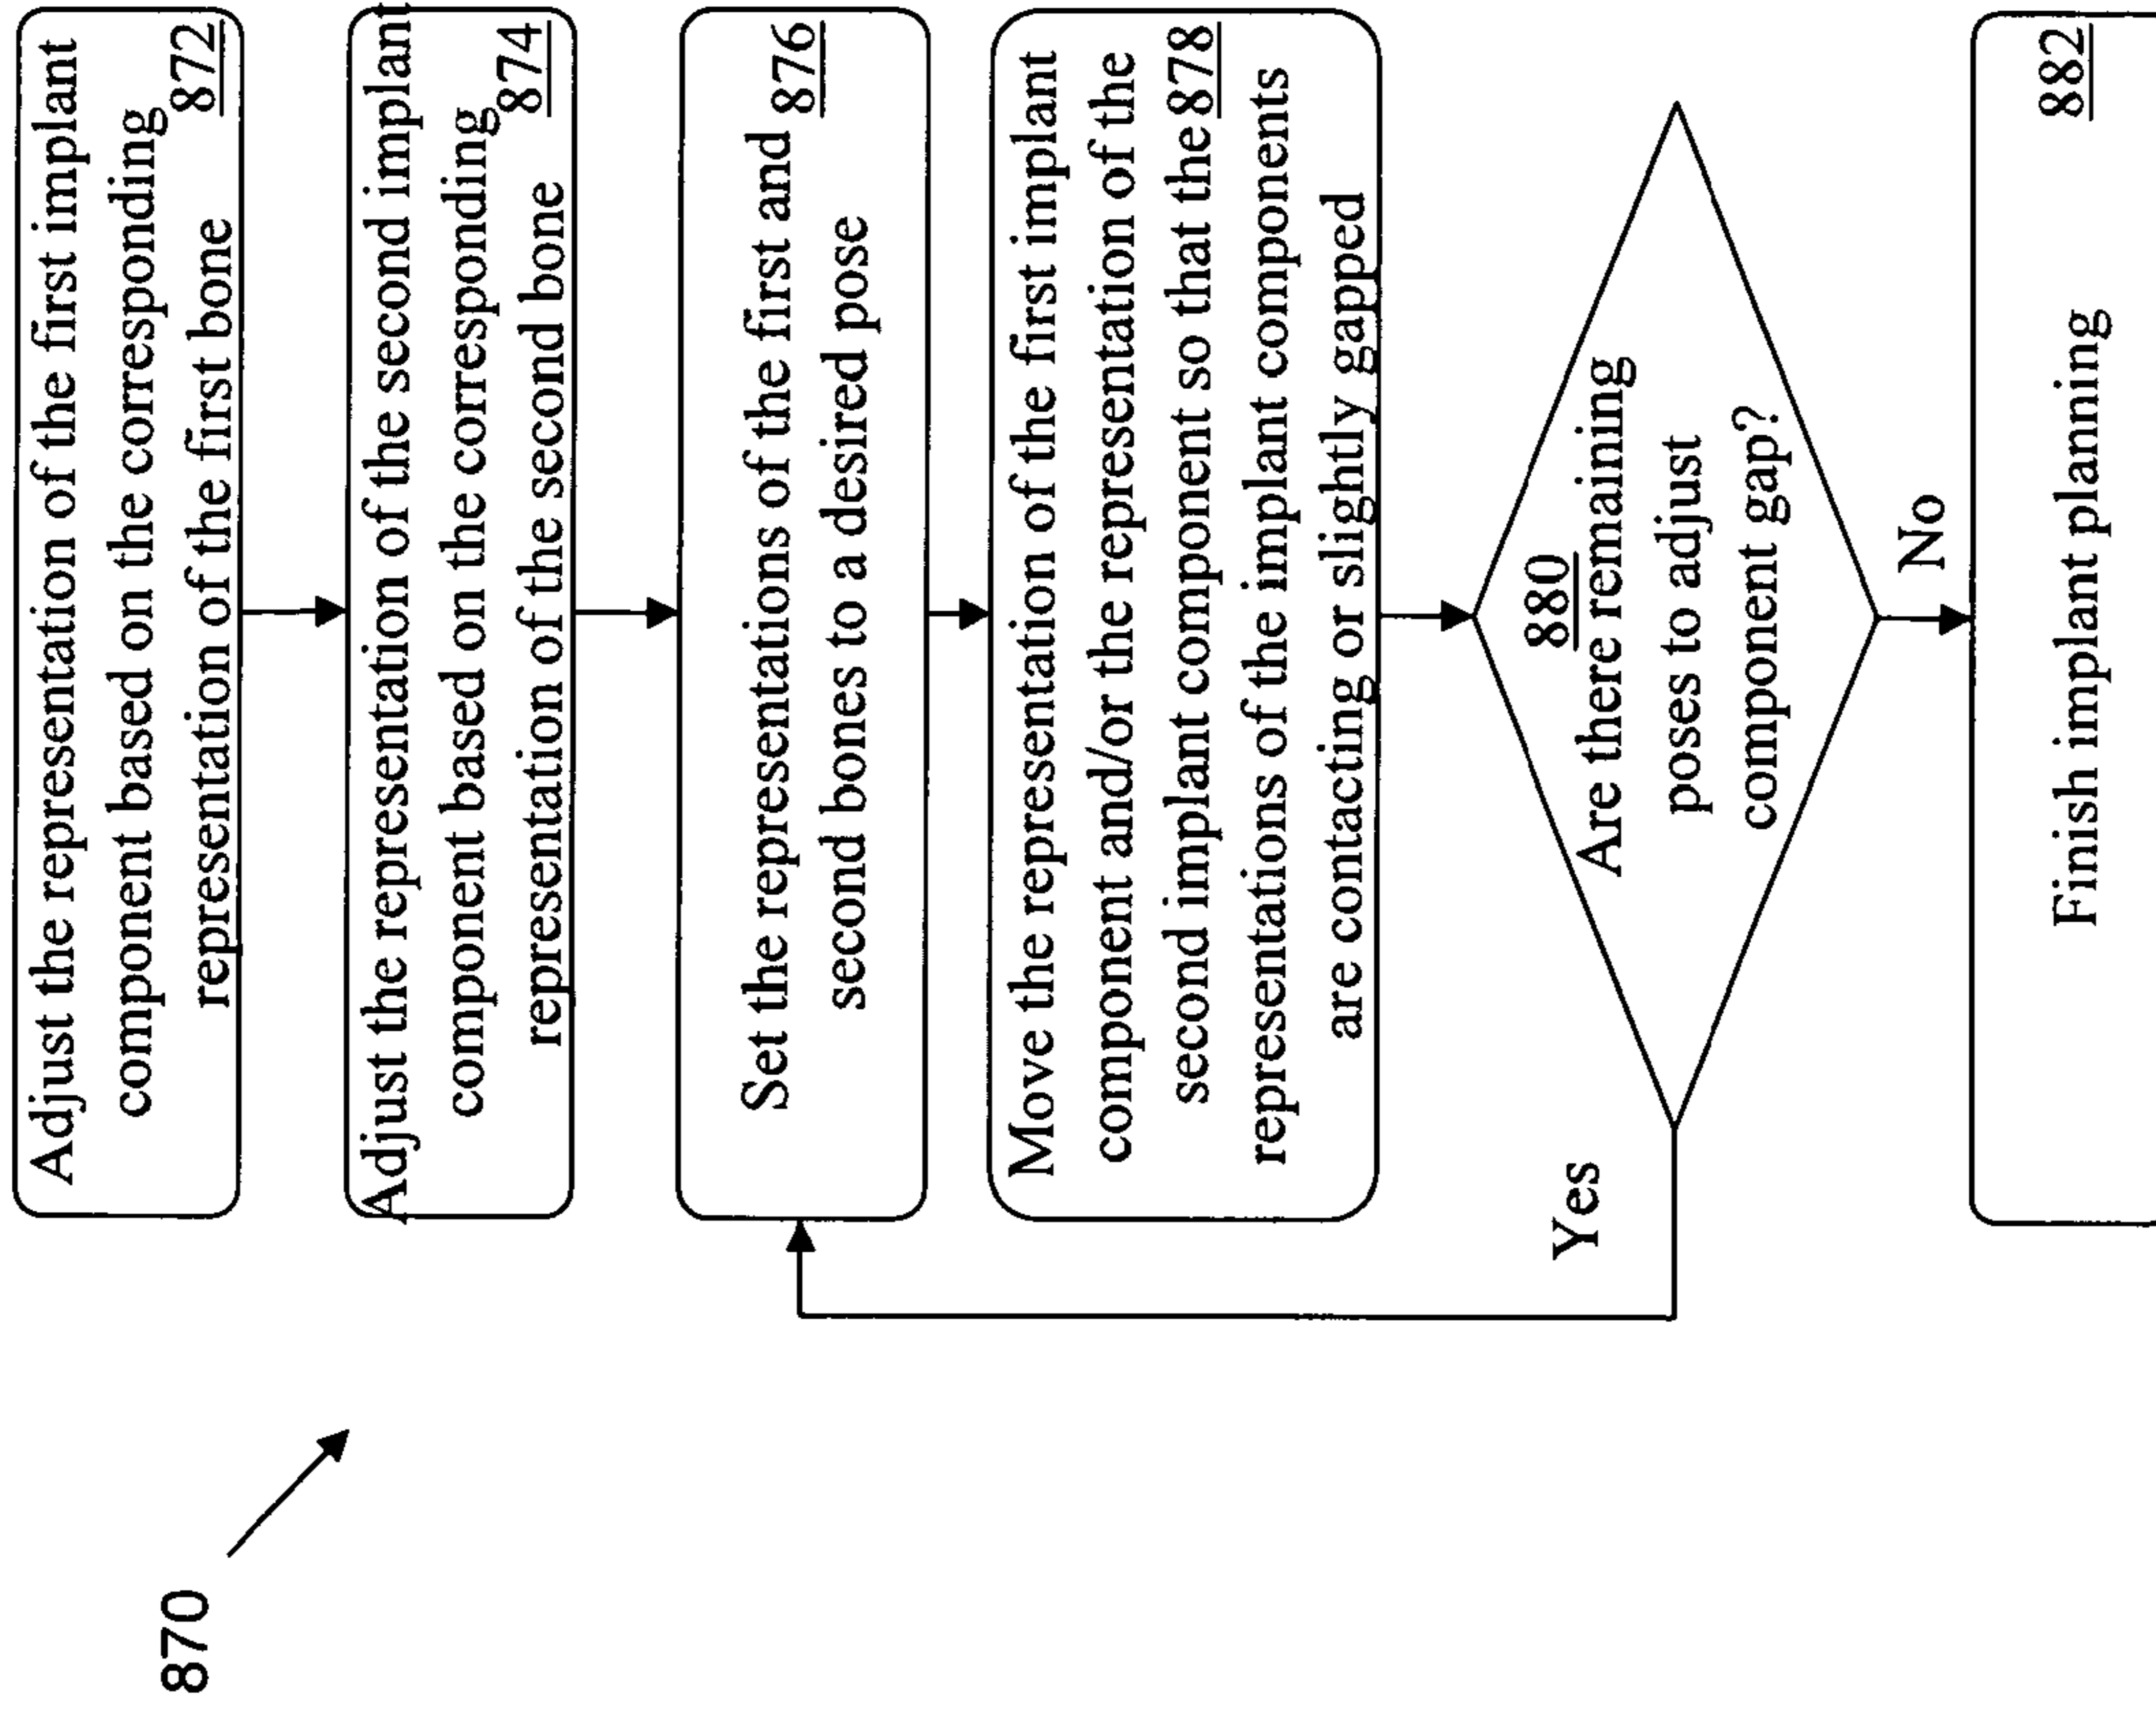 870
Adjust the representation of the first implant
component based on the corresponding
872
representation of the first bone
Adjust the representation of the second implant
component based on the corresponding
874
representation of the second bone
Set the representations of the first and 876
second bones to a desired pose
Move the representation of the first implant
component and/or the representation of the
second implant component so that the 878
representations of the implant components
are contacting or slightly gapped
880
Are there remaining
poses to adjust
component gap?
Yes
No
882
Finish implant planning